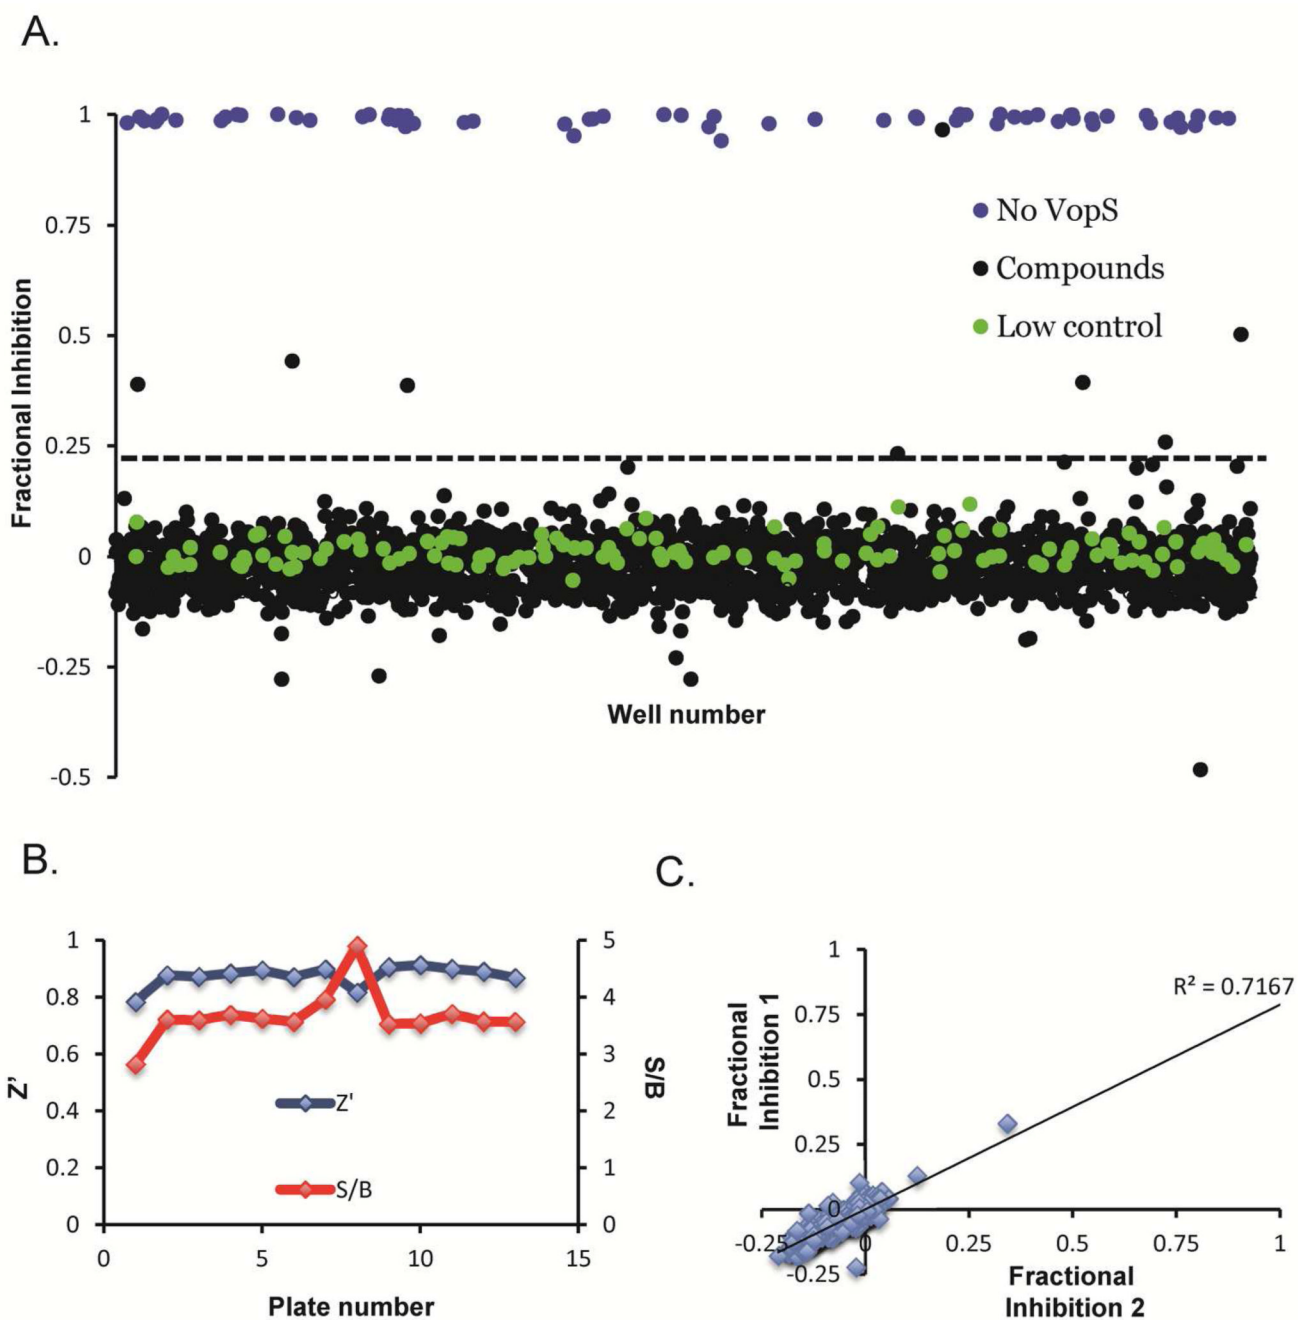 A.
1
0.75
0.5
0.25
0
-0.25
-0.5
Fractional Inhibition
No VopS
Compounds
Low control
Well number
B.
1
0.8
0.6
0.4
0.2
0
Z'
5
4
3
2
1
0
S/B
Z'
S/B
0
5
10
15
Plate number
C.
1
0.75
0.5
0.25
0
-0.25
Fractional
Inhibition 1
R² = 0.7167
-0.25
0
0.25
0.5
0.75
1
Fractional
Inhibition 2